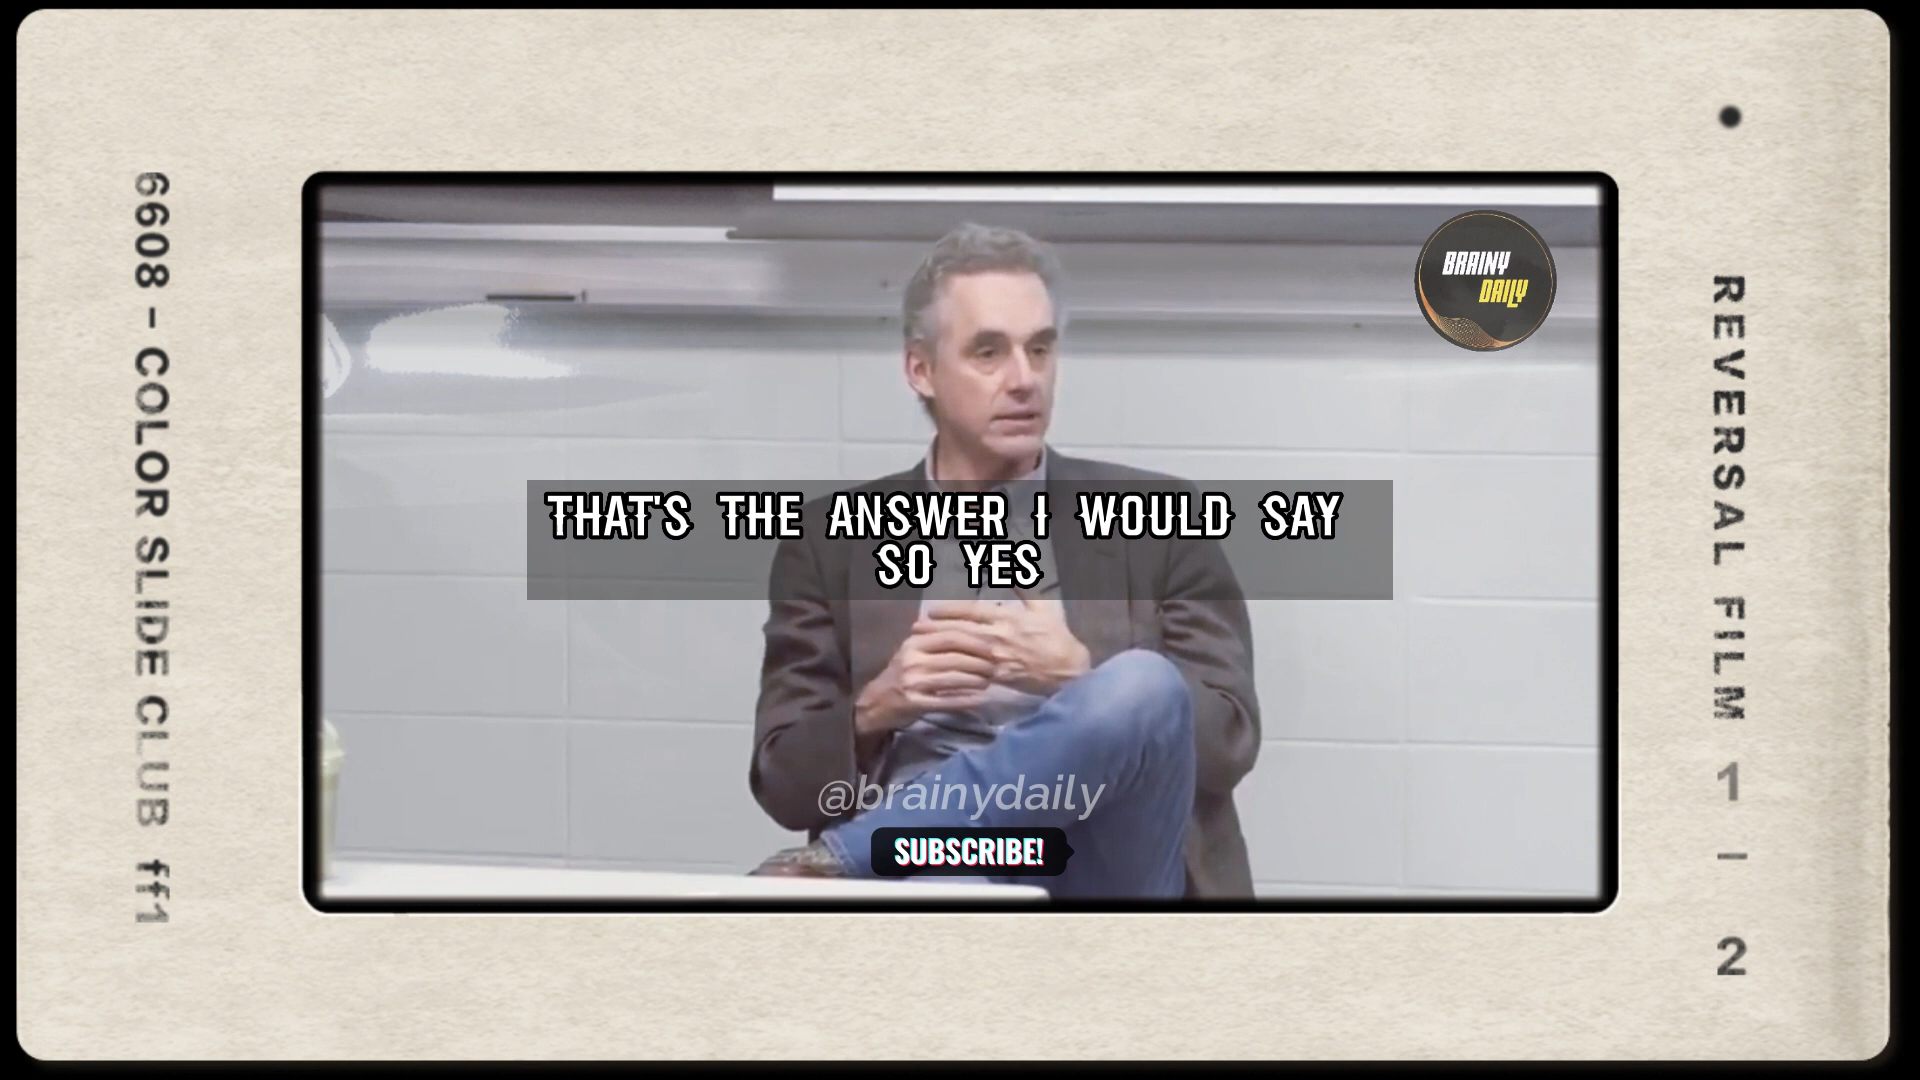 6608 - COLOR SLIDE CLUB ff1
BRAINY
DAILY
THAT'S THE ANSWER I WOULD SAY
SO YES
@brainydaily
SUBSCRIBE!
REVERSAL FILM 1 - 2